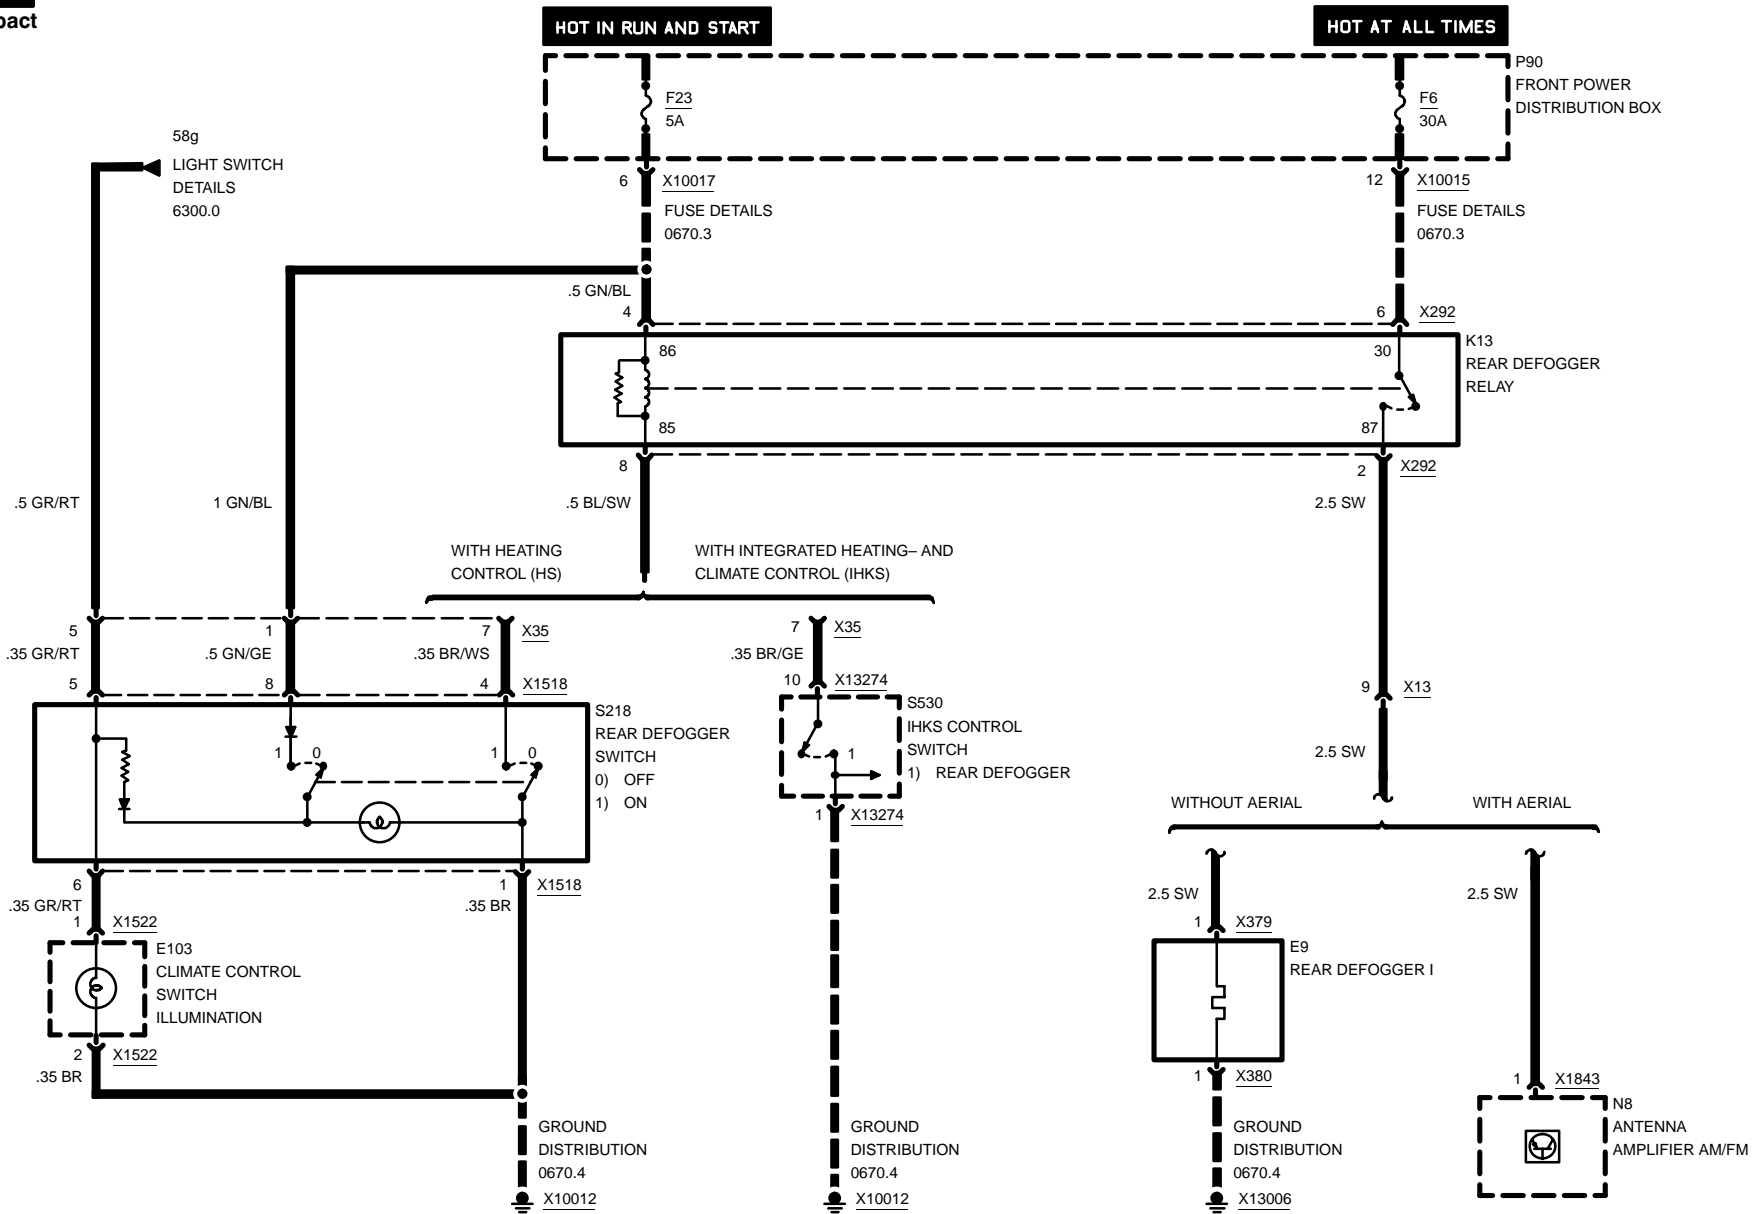 HOT IN RUN AND START
HOT AT ALL TIMES
P90
FRONT POWER
DISTRIBUTION BOX
F23
5A
F6
30A
58g
LIGHT SWITCH
DETAILS
6300.0
6 X10017
FUSE DETAILS
0670.3
12 X10015
FUSE DETAILS
0670.3
.5 GN/BL
4
6 X292
K13
REAR DEFOGGER
RELAY
86
30
85
87
8
2 X292
.5 GR/RT
1 GN/BL
.5 BL/SW
2.5 SW
WITH HEATING
CONTROL (HS)
WITH INTEGRATED HEATING– AND
CLIMATE CONTROL (IHKS)
5
1
7 X35
7 X35
.35 GR/RT
.5 GN/GE
.35 BR/WS
.35 BR/GE
5
8
4 X1518
10 X13274
9 X13
S218
REAR DEFOGGER
SWITCH
0) OFF
1) ON
1 0
1 0
S530
IHKS CONTROL
SWITCH
1) REAR DEFOGGER
1
2.5 SW
WITHOUT AERIAL
WITH AERIAL
1 X13274
6
.35 GR/RT
1 X1522
1 X1518
.35 BR
2.5 SW
2.5 SW
1 X379
E9
REAR DEFOGGER I
E103
CLIMATE CONTROL
SWITCH
ILLUMINATION
2 X1522
.35 BR
1 X380
1 X1843
N8
ANTENNA
AMPLIFIER AM/FM
GROUND
DISTRIBUTION
0670.4
X10012
GROUND
DISTRIBUTION
0670.4
X10012
GROUND
DISTRIBUTION
0670.4
X13006